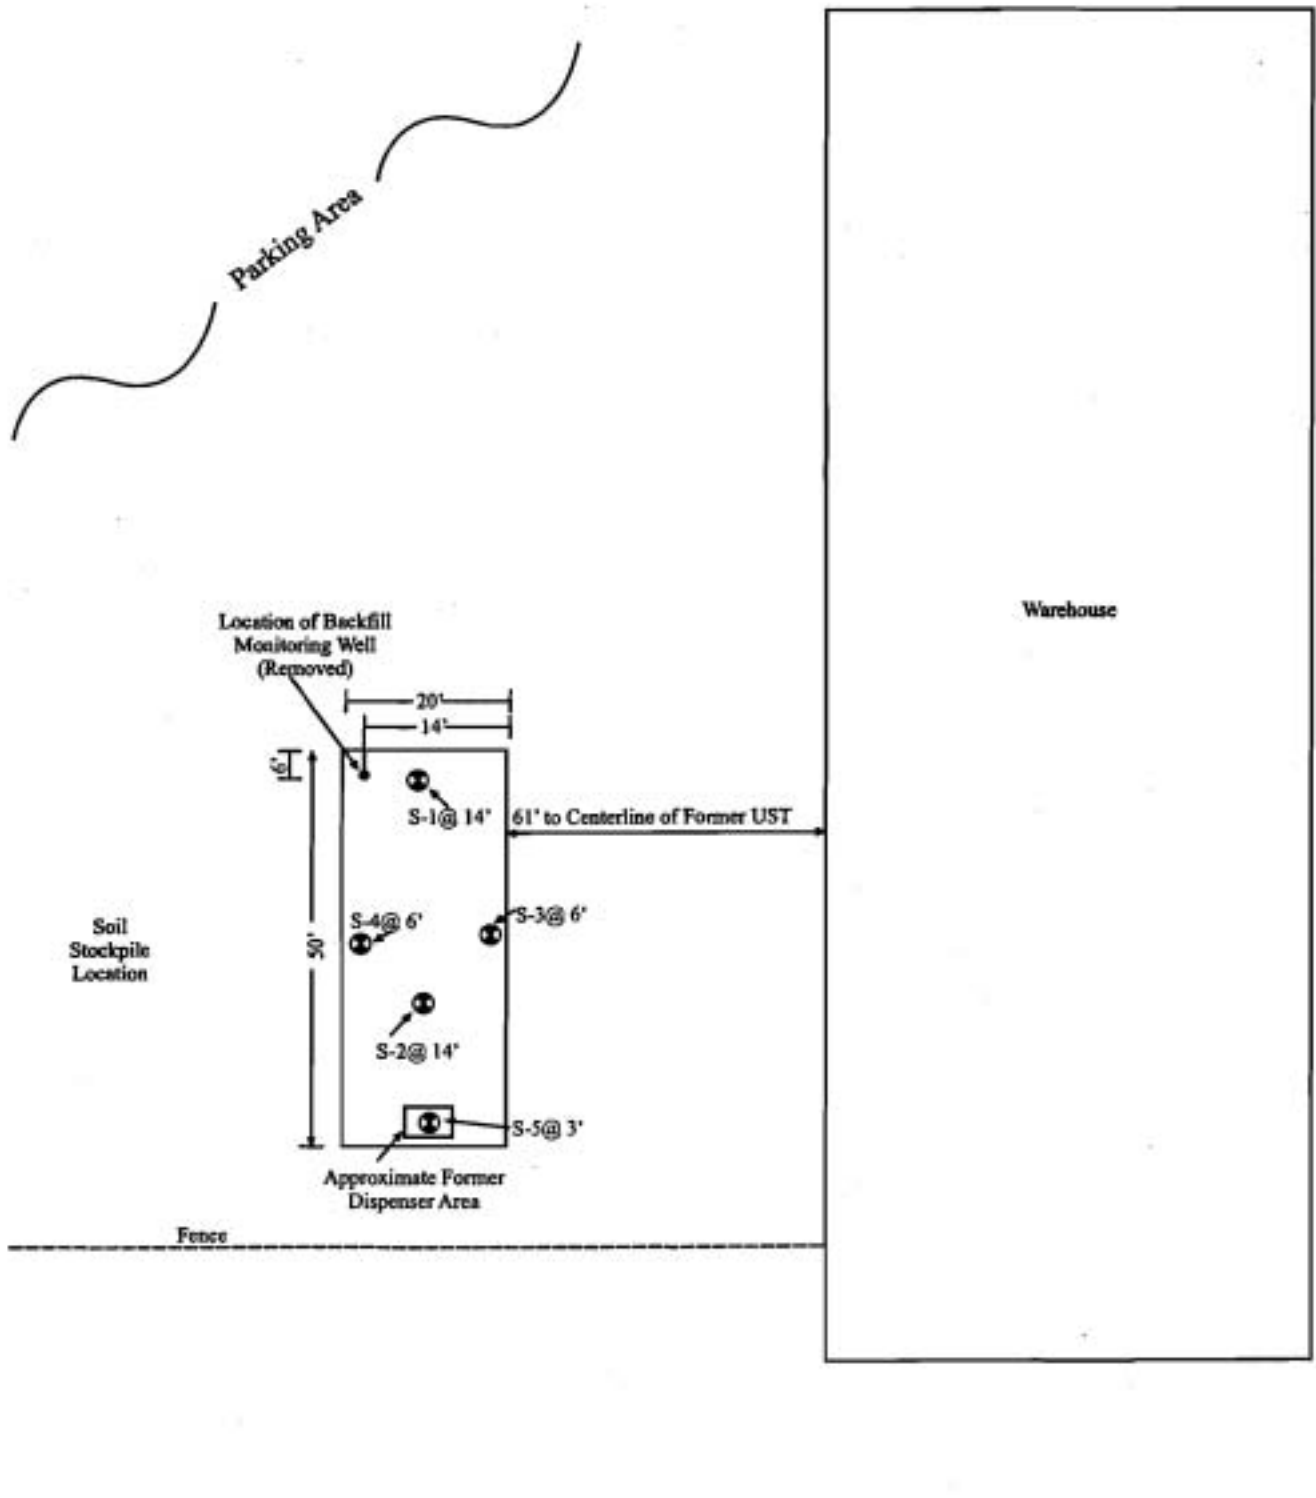 Parking Area
Warehouse
Location of Backfill
Monitoring Well
(Removed)
20'
14'
6'
S-1@ 14'
61' to Centerline of Former UST
S-4@ 6'
S-3@ 6'
Soil
Stockpile
Location
50'
S-2@ 14'
S-5@ 3'
Approximate Former
Dispenser Area
Fence